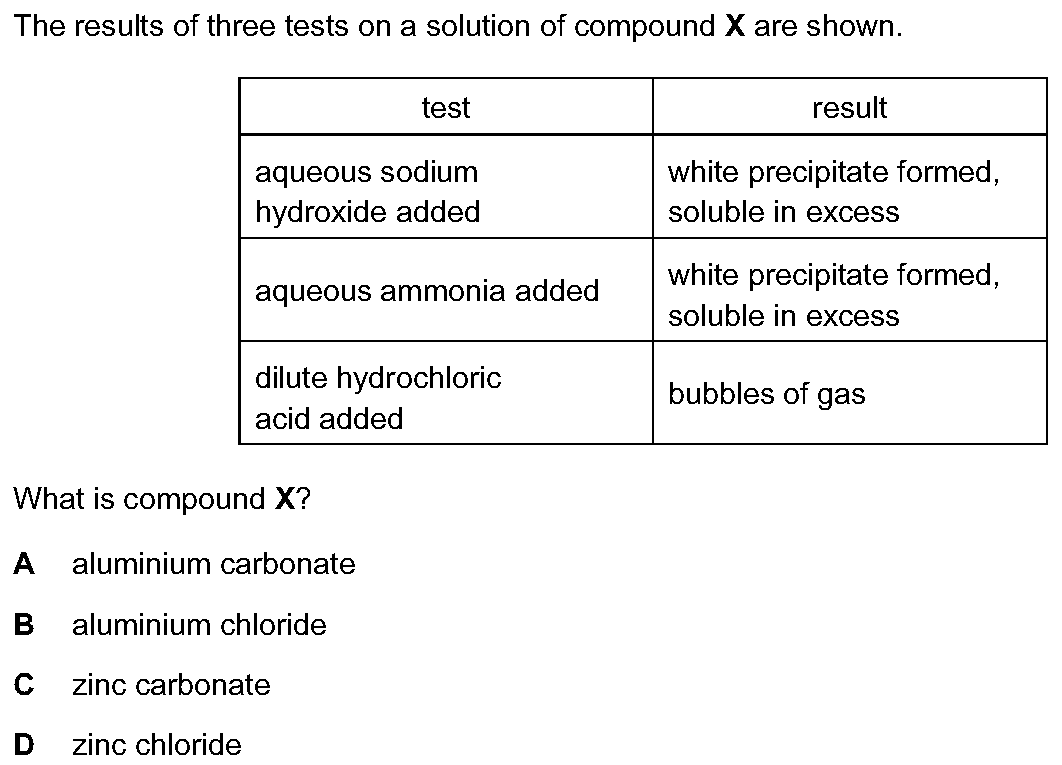 The results of three tests on a solution of compound X are shown.
test result
aqueous sodium white precipitate formed,
hydroxide added soluble in excess
aqueous ammonia added white precipitate formed,
soluble in excess
dilute hydrochloric bubbles of gas
acid added
What is compound X?
A aluminium carbonate
B aluminium chloride
C zinc carbonate
D zinc chloride